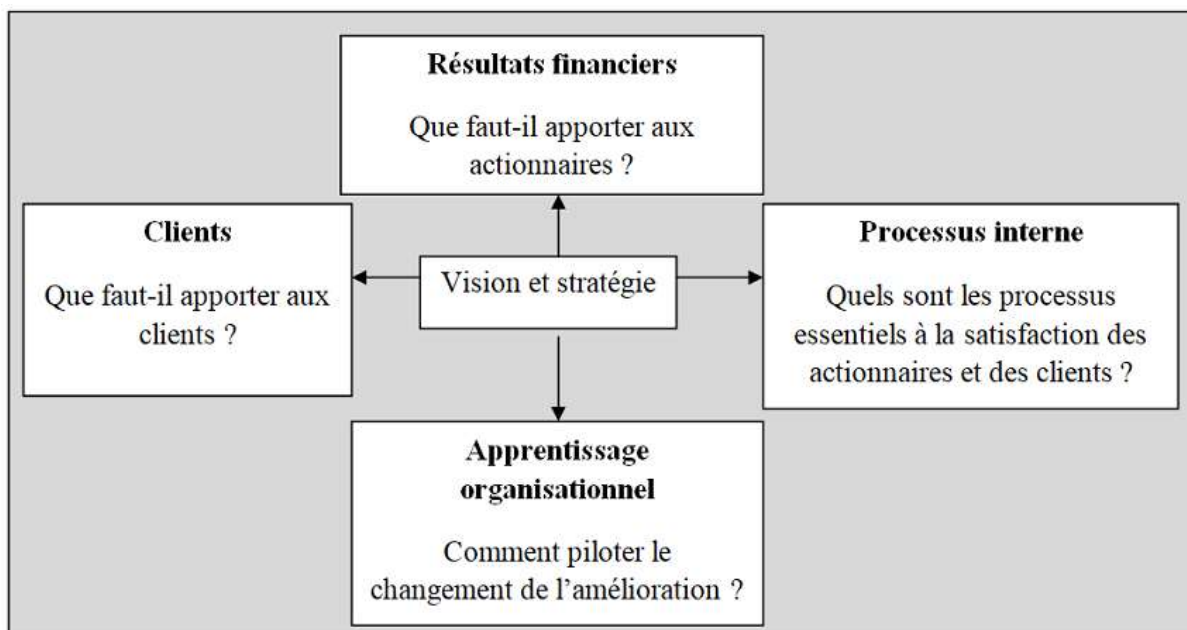 Résultats financiers
Que faut-il apporter aux
actionnaires ?
Clients
Que faut-il apporter aux
clients ?
Vision et stratégie
Processus interne
Quels sont les processus
essentiels à la satisfaction des
actionnaires et des clients ?
Apprentissage
organisationnel
Comment piloter le
changement de l'amélioration ?